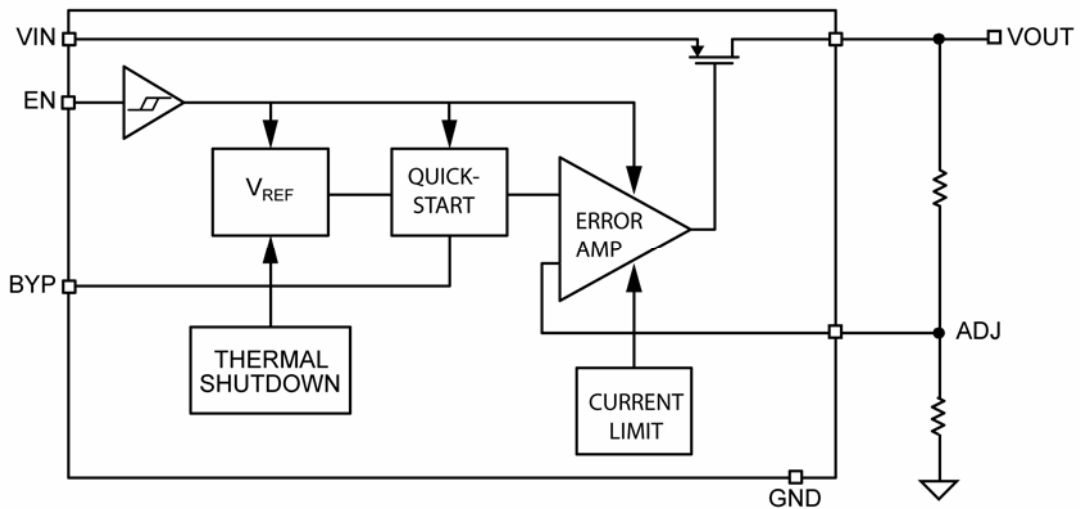 VIN
VOUT
EN
VREF
QUICK-
START
ERROR
AMP
BYP
ADJ
THERMAL
SHUTDOWN
CURRENT
LIMIT
GND